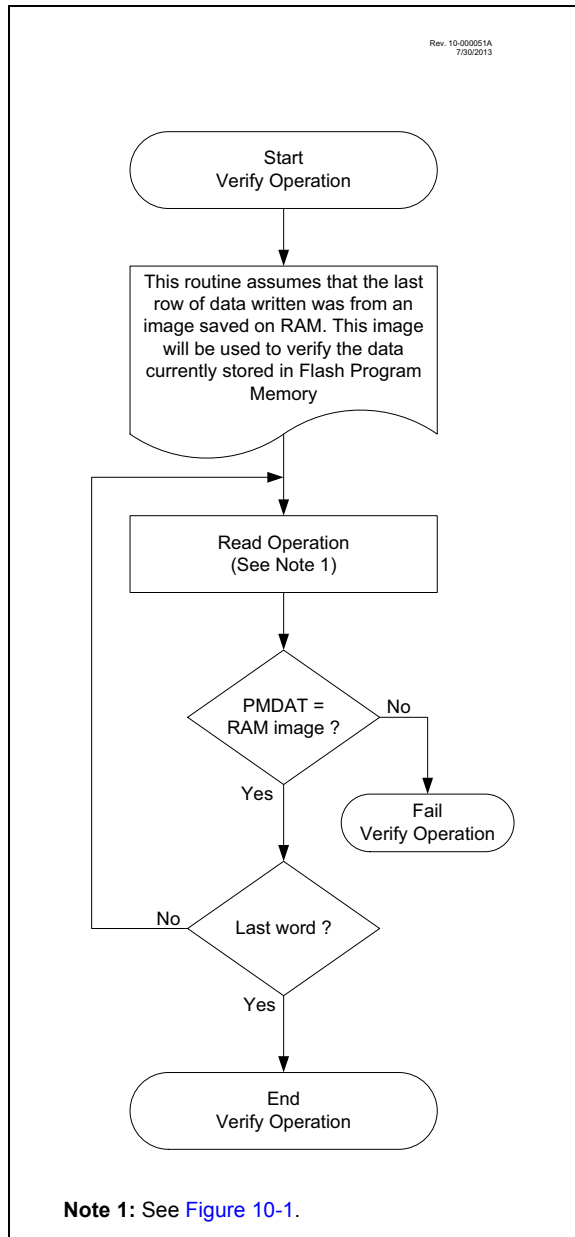 Rev. 10-000051A
7/30/2013
Start
Verify Operation
This routine assumes that the last
row of data written was from an
image saved on RAM. This image
will be used to verify the data
currently stored in Flash Program
Memory
Read Operation
(See Note 1)
PMDAT =
RAM image ?
No
Yes
Fail
Verify Operation
Last word ?
No
Yes
End
Verify Operation
Note 1: See Figure 10-1.